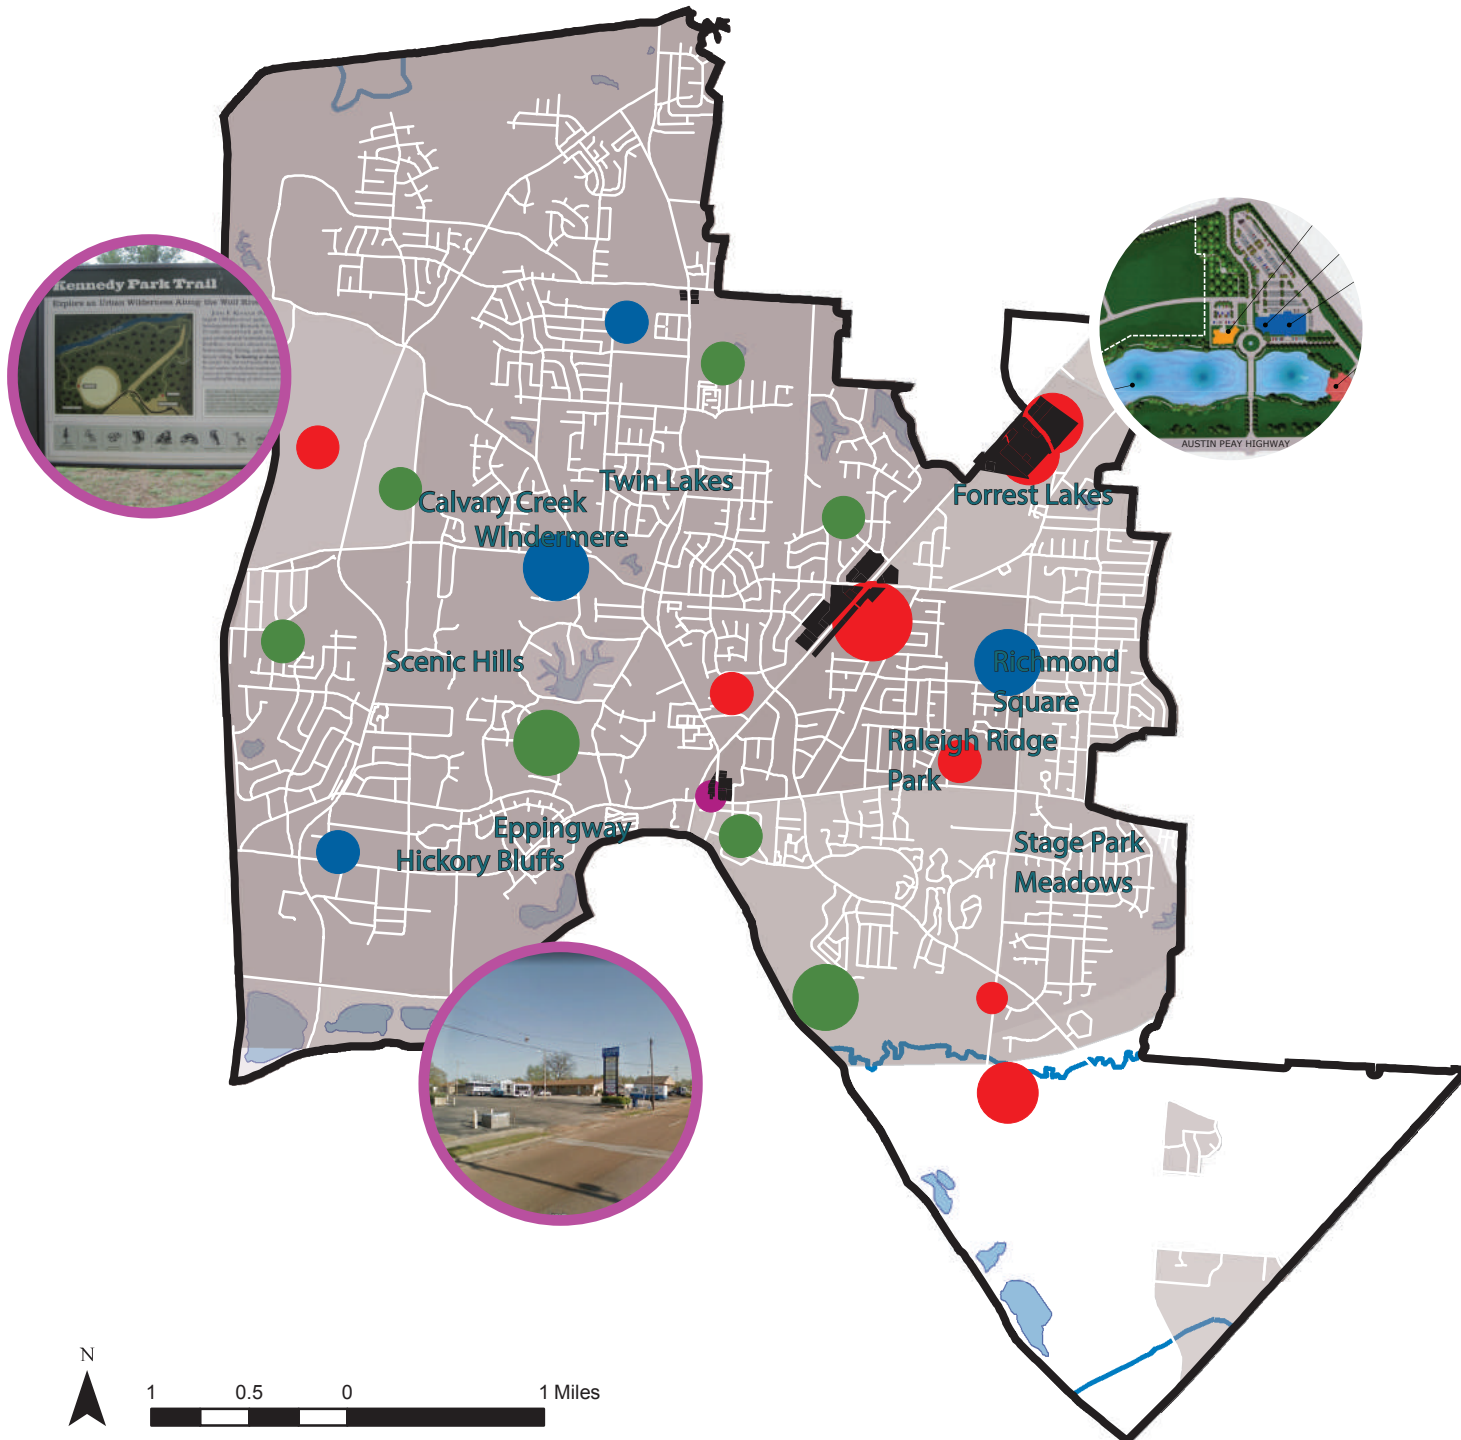 Kennedy Park Trail
Explore an Urban Wilderness Along the Wolf River
AUSTIN PEAY HIGHWAY
Twin Lakes
Calvary Creek
WIndermere
Forrest Lakes
Scenic Hills
Richmond
Square
Raleigh Ridge
Park
Eppingway
Hickory Bluffs
Stage Park
Meadows
N
1 0.5 0 1 Miles